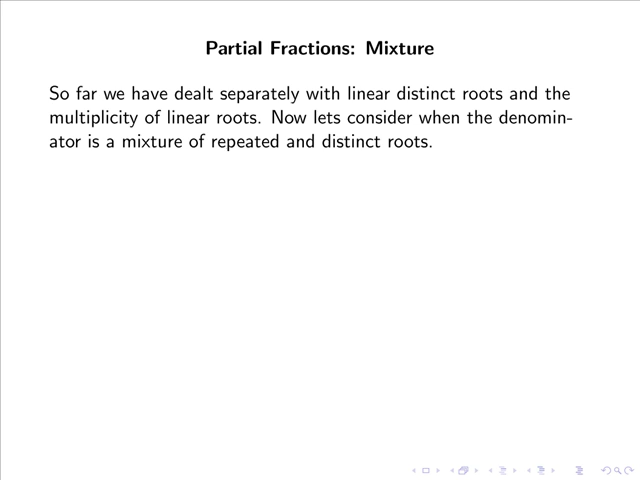 Partial Fractions: Mixture
So far we have dealt separately with linear distinct roots and the
multiplicity of linear roots. Now lets consider when the denomin-
ator is a mixture of repeated and distinct roots.